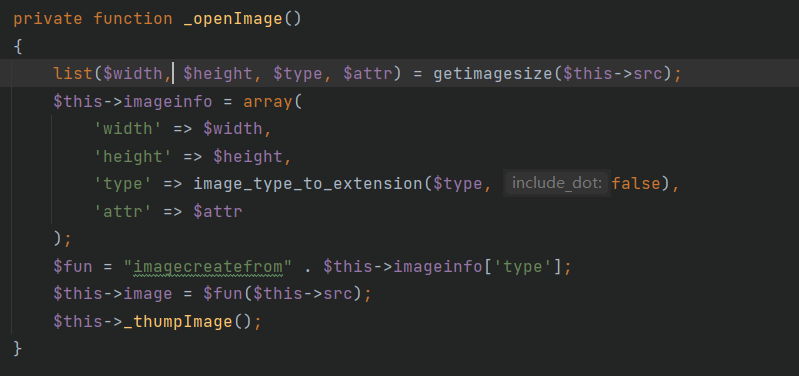 private function _openImage()
{
    list($width, $height, $type, $attr) = getimagesize($this->src);
    $this->imageinfo = array(
        'width' => $width,
        'height' => $height,
        'type' => image_type_to_extension($type, include_dot: false),
        'attr' => $attr
    );
    $fun = "imagecreatefrom" . $this->imageinfo['type'];
    $this->image = $fun($this->src);
    $this->_thumpImage();
}